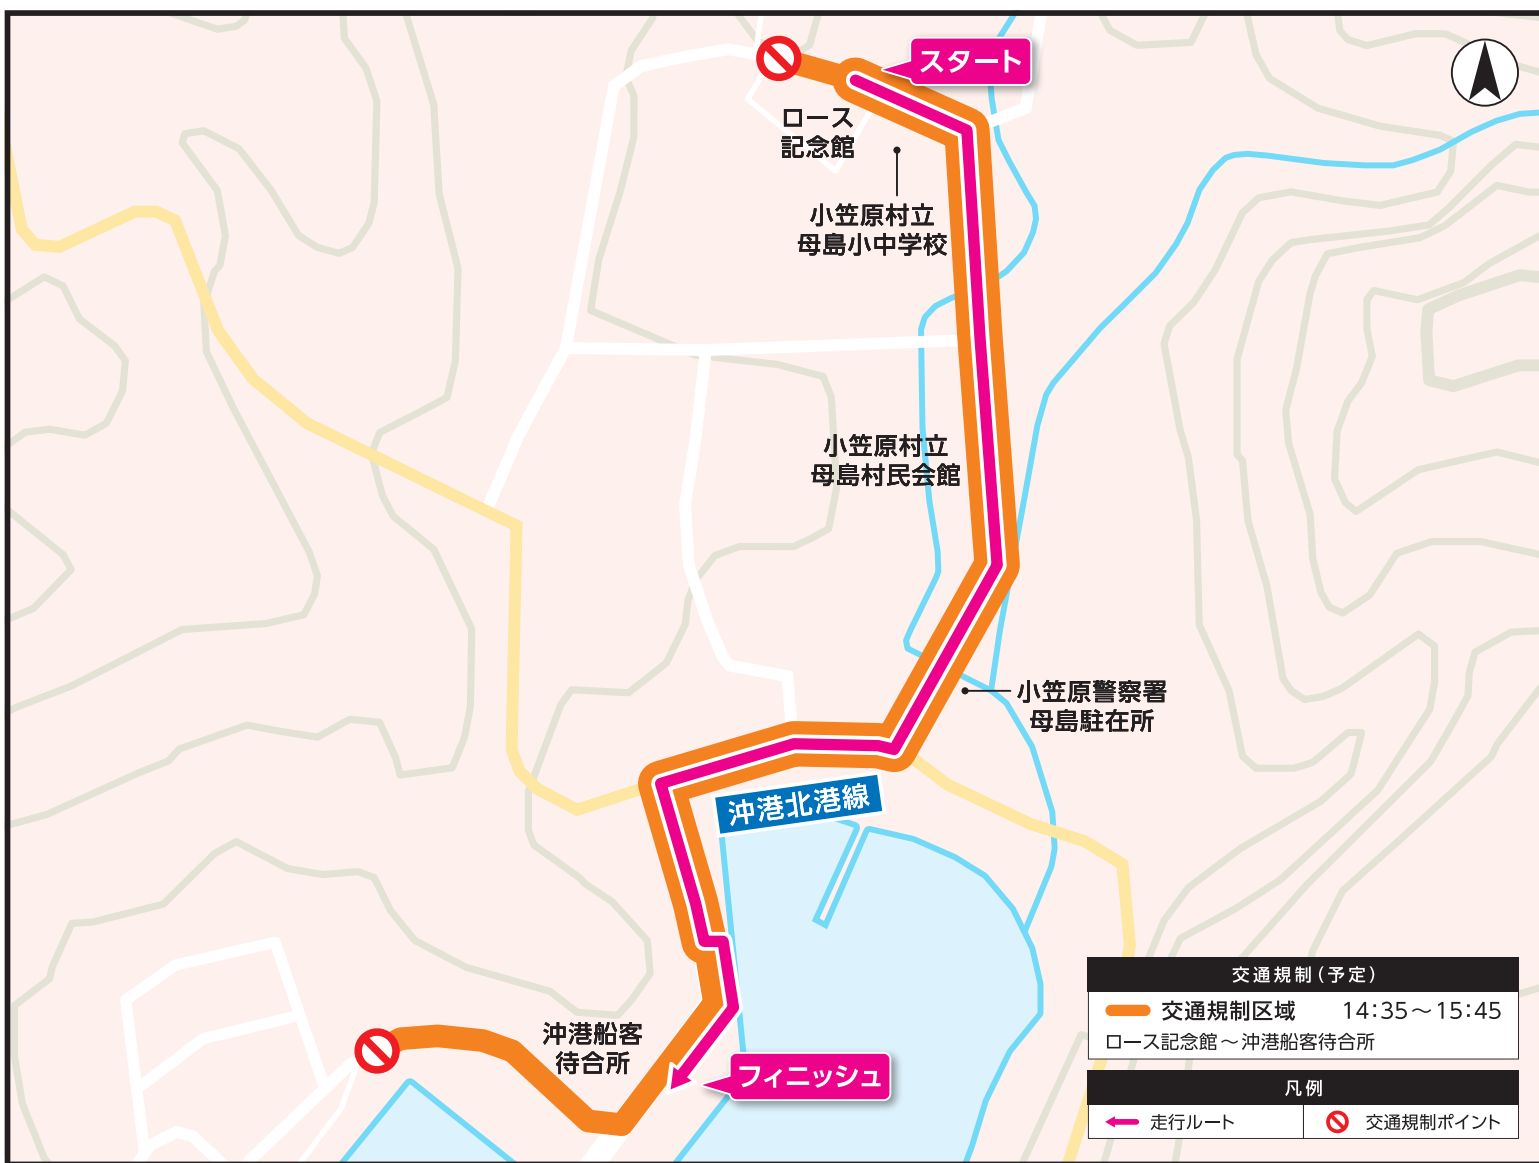 スタート
ロース
記念館
小笠原村立
母島小中学校
小笠原村立
母島村民会館
小笠原警察署
母島駐在所
沖港北港線
沖港船客
待合所
フィニッシュ
交通規制(予定)
交通規制区域 14:35～15:45
ロース記念館～沖港船客待合所
凡例
走行ルート 交通規制ポイント